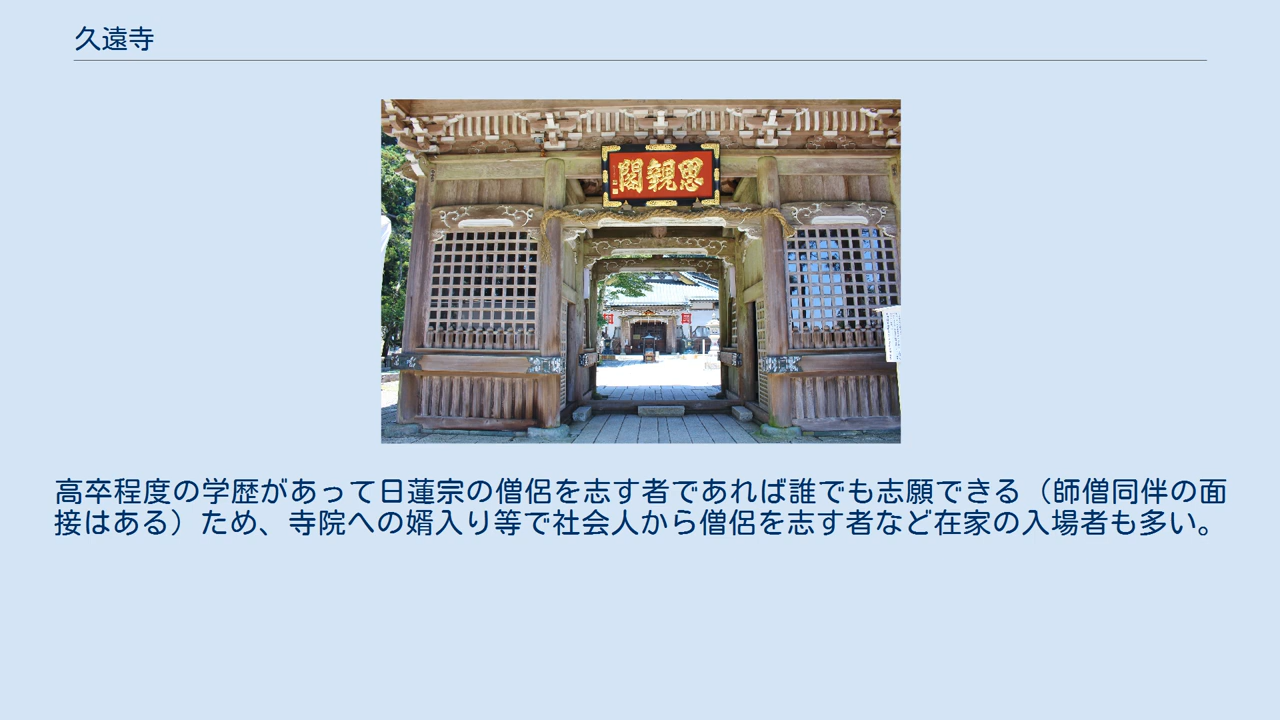 久遠寺
思親閣
高卒程度の学歴があって日蓮宗の僧侶を志す者であれば誰でも志願できる（師僧同伴の面
接はある）ため、寺院への婿入り等で社会人から僧侶を志す者など在家の入場者も多い。